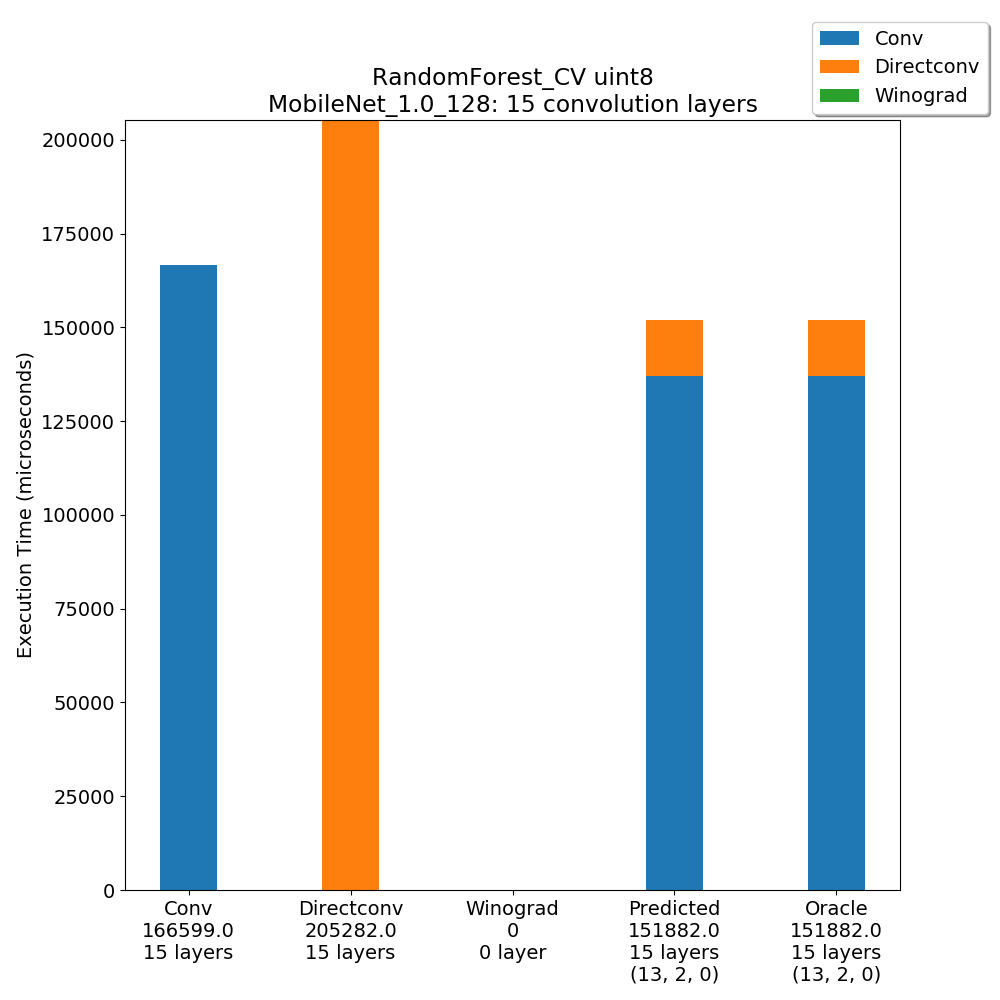 Conv
Directconv
Winograd
RandomForest_CV uint8
MobileNet_1.0_128: 15 convolution layers
Execution Time (microseconds)
200000
175000
150000
125000
100000
75000
50000
25000
0
Conv
166599.0
15 layers
Directconv
205282.0
15 layers
Winograd
0
0 layer
Predicted
151882.0
15 layers
(13, 2, 0)
Oracle
151882.0
15 layers
(13, 2, 0)